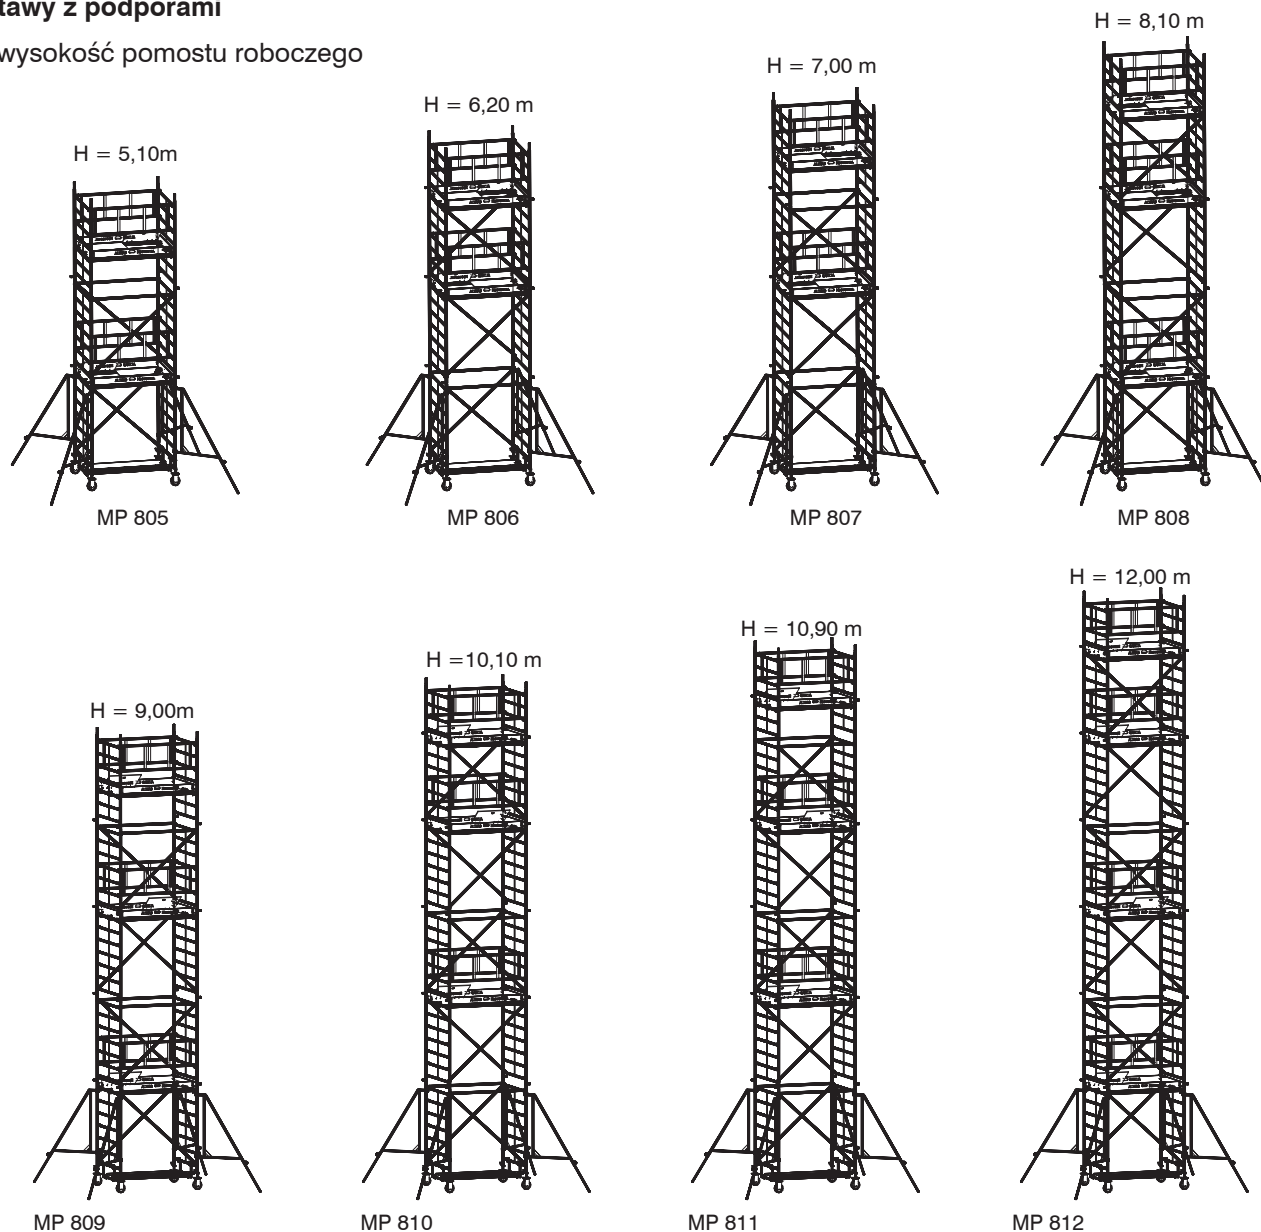 tawy z podporami
wysokość pomostu roboczego
H = 5,10m
H = 6,20 m
H = 7,00 m
H = 8,10 m
MP 805
MP 806
MP 807
MP 808
H = 9,00m
H =10,10 m
H = 10,90 m
H = 12,00 m
MP 809
MP 810
MP 811
MP 812